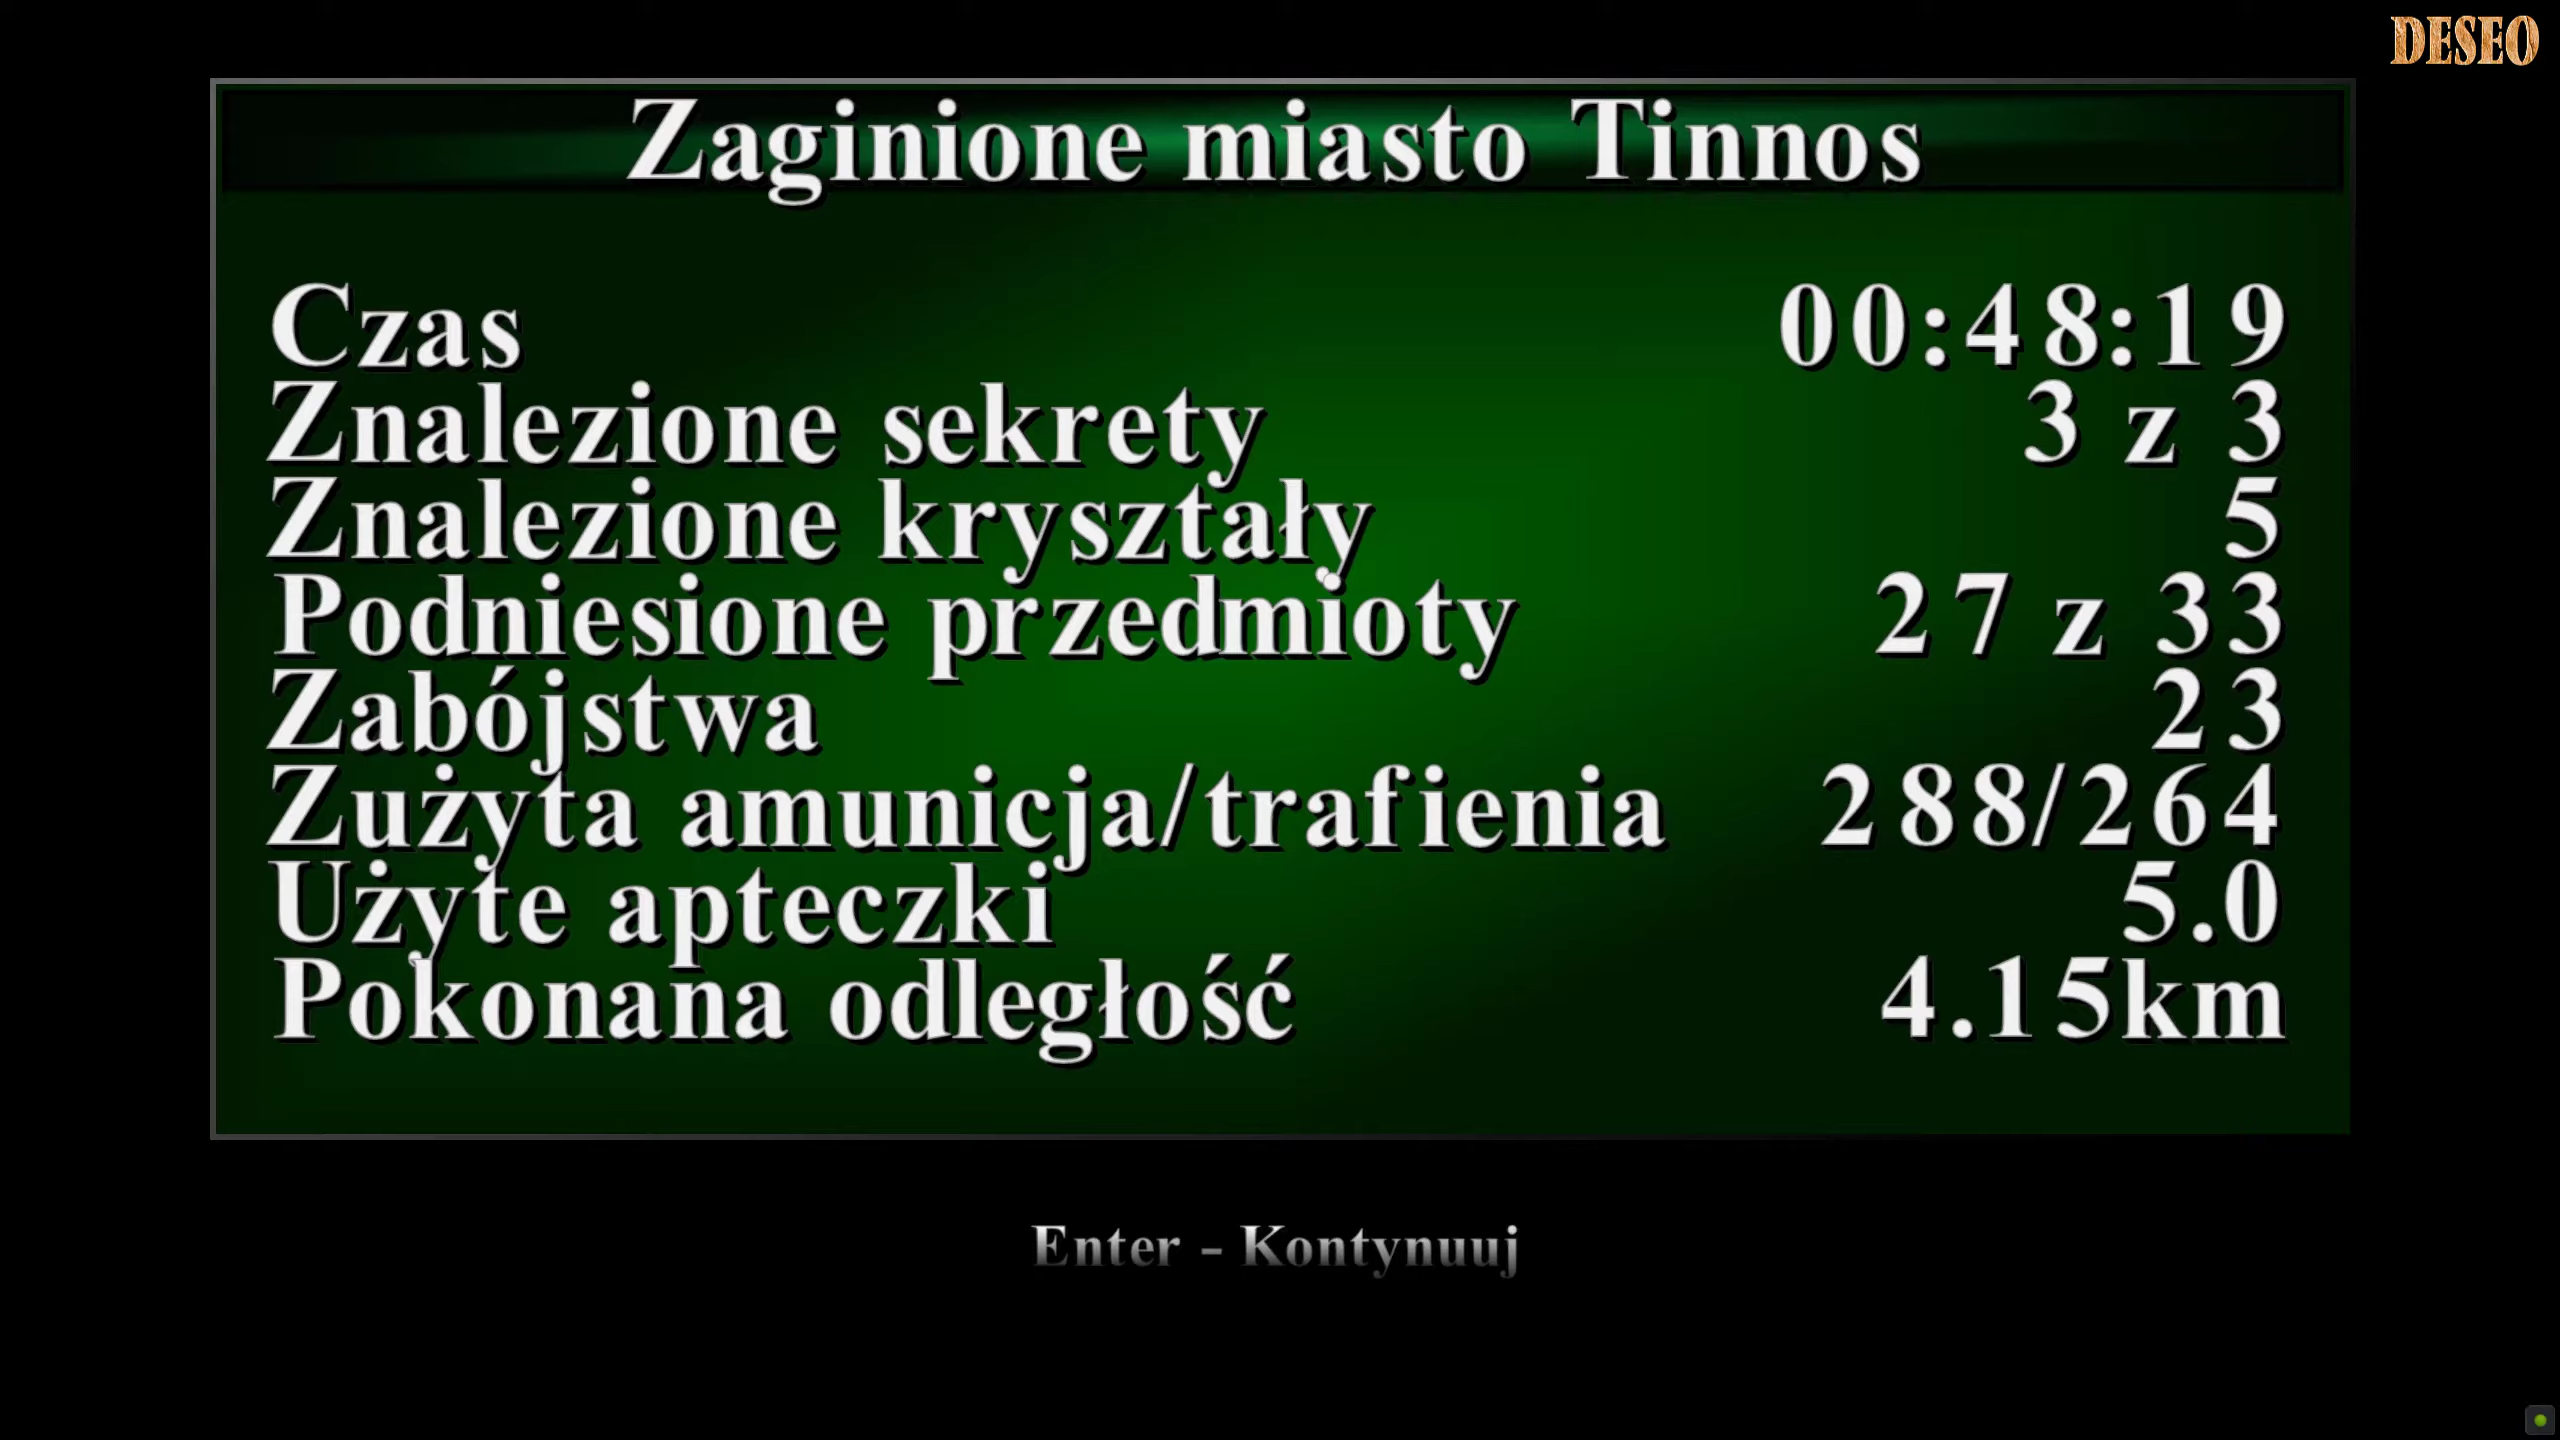 DESEO
Zaginione miasto Tinnos
Czas 00:48:19
Znalezione sekrety 3 z 3
Znalezione kryształy 5
Podniesione przedmioty 27 z 33
Zabójstwa 23
Zużyta amunicja/trafienia 288/264
Użyte apteczki 5.0
Pokonana odległość 4.15km
Enter - Kontynuuj